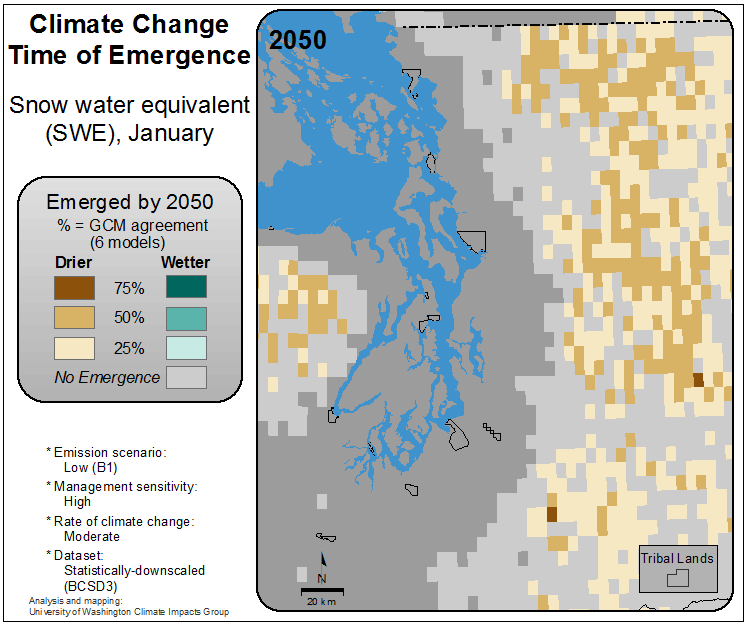 Climate Change
Time of Emergence
Snow water equivalent
(SWE), January
Emerged by 2050
% = GCM agreement
(6 models)
Drier Wetter
75%
50%
25%
No Emergence
* Emission scenario:
Low (B1)
* Management sensitivity:
High
* Rate of climate change:
Moderate
* Dataset:
Statistically-downscaled
(BCSD3)
Analysis and mapping:
University of Washington Climate Impacts Group
2050
N
20 km
Tribal Lands